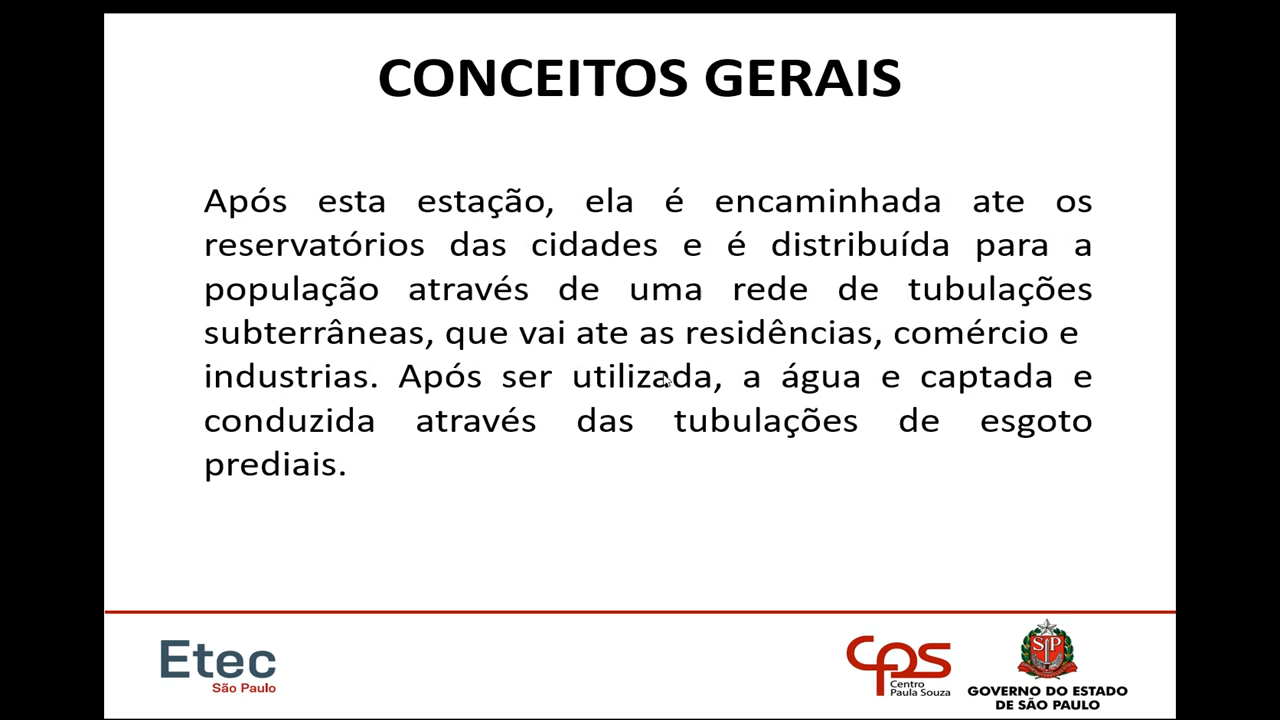 CONCEITOS GERAIS
Após esta estação, ela é encaminhada ate os
reservatórios das cidades e é distribuída para a
população através de uma rede de tubulações
subterrâneas, que vai ate as residências, comércio e
industrias. Após ser utilizada, a água e captada e
conduzida através das tubulações de esgoto
prediais.
Etec
São Paulo
cps
Centro
Paula Souza
SP
GOVERNO DO ESTADO
DE SÃO PAULO